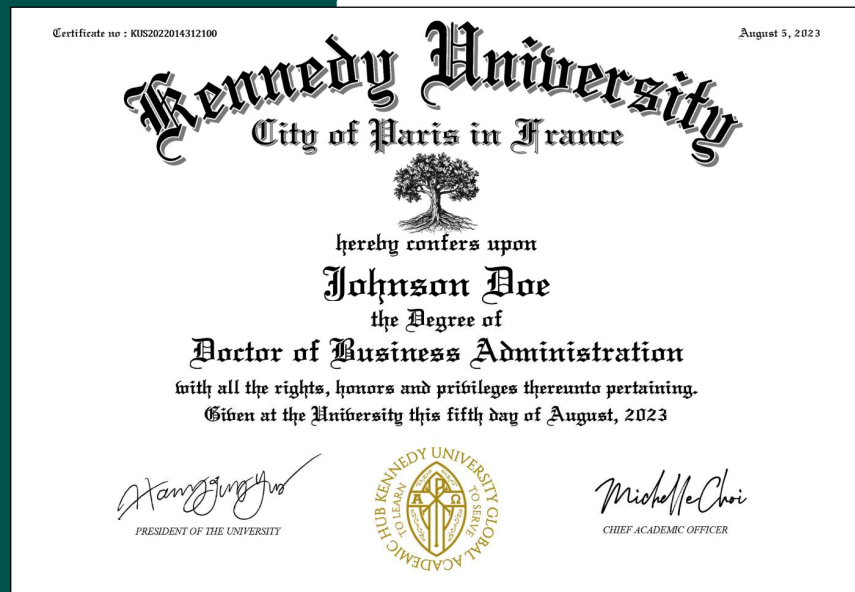 Certificate no : KUS2022014312100
August 5, 2023
Kennedy University
City of Paris in France
hereby confers upon
Johnson Doe
the Degree of
Doctor of Business Administration
with all the rights, honors and privileges thereunto pertaining.
Given at the University this fifth day of August, 2023
PRESIDENT OF THE UNIVERSITY
KENNEDY UNIVERSITY GLOBAL ACADEMIC HUB
TO LEARN
TO SERVE
Α Ρ Ω
Michelle Choi
CHIEF ACADEMIC OFFICER